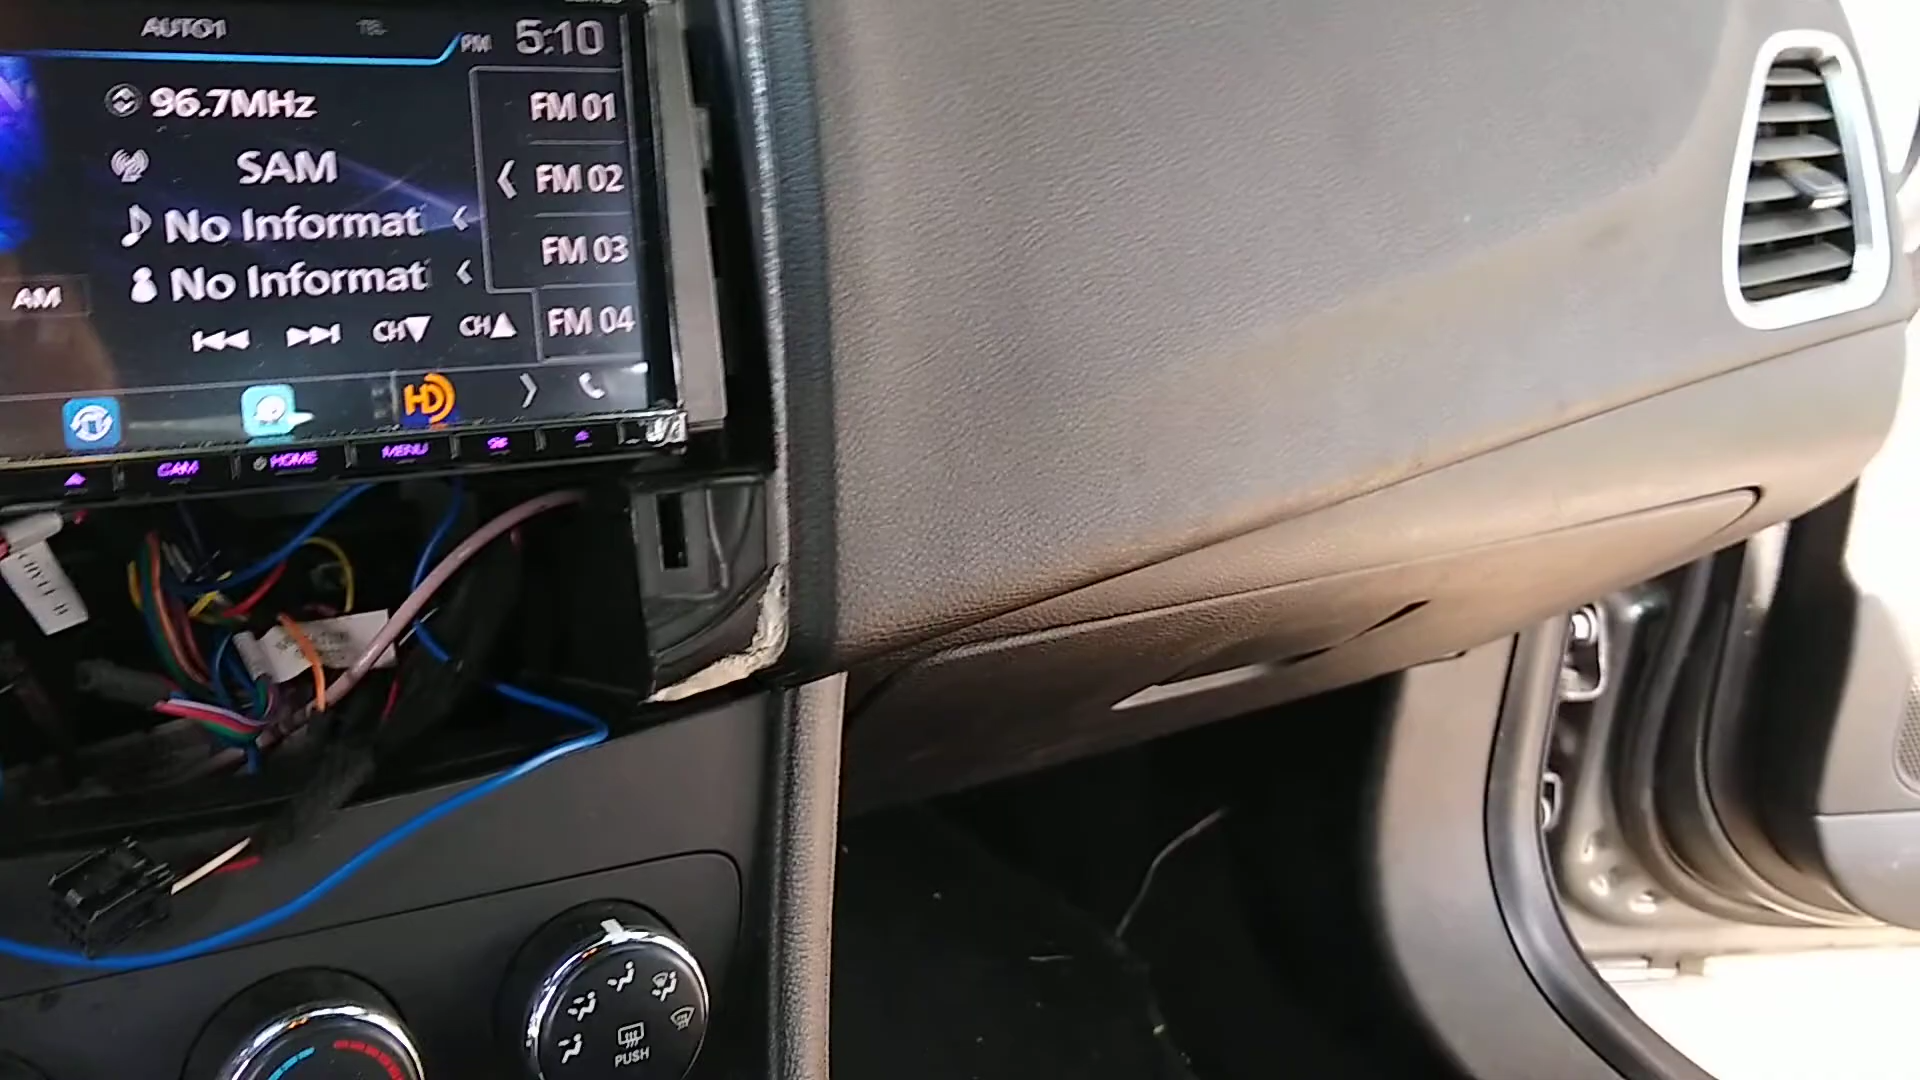 AUTO1
TEL
PM 5:10
96.7MHz
SAM
No Informat
No Informat
FM 01
FM 02
FM 03
FM 04
AM
CH▼
CH▲
HD
CAM
HOME
MENU
PUSH